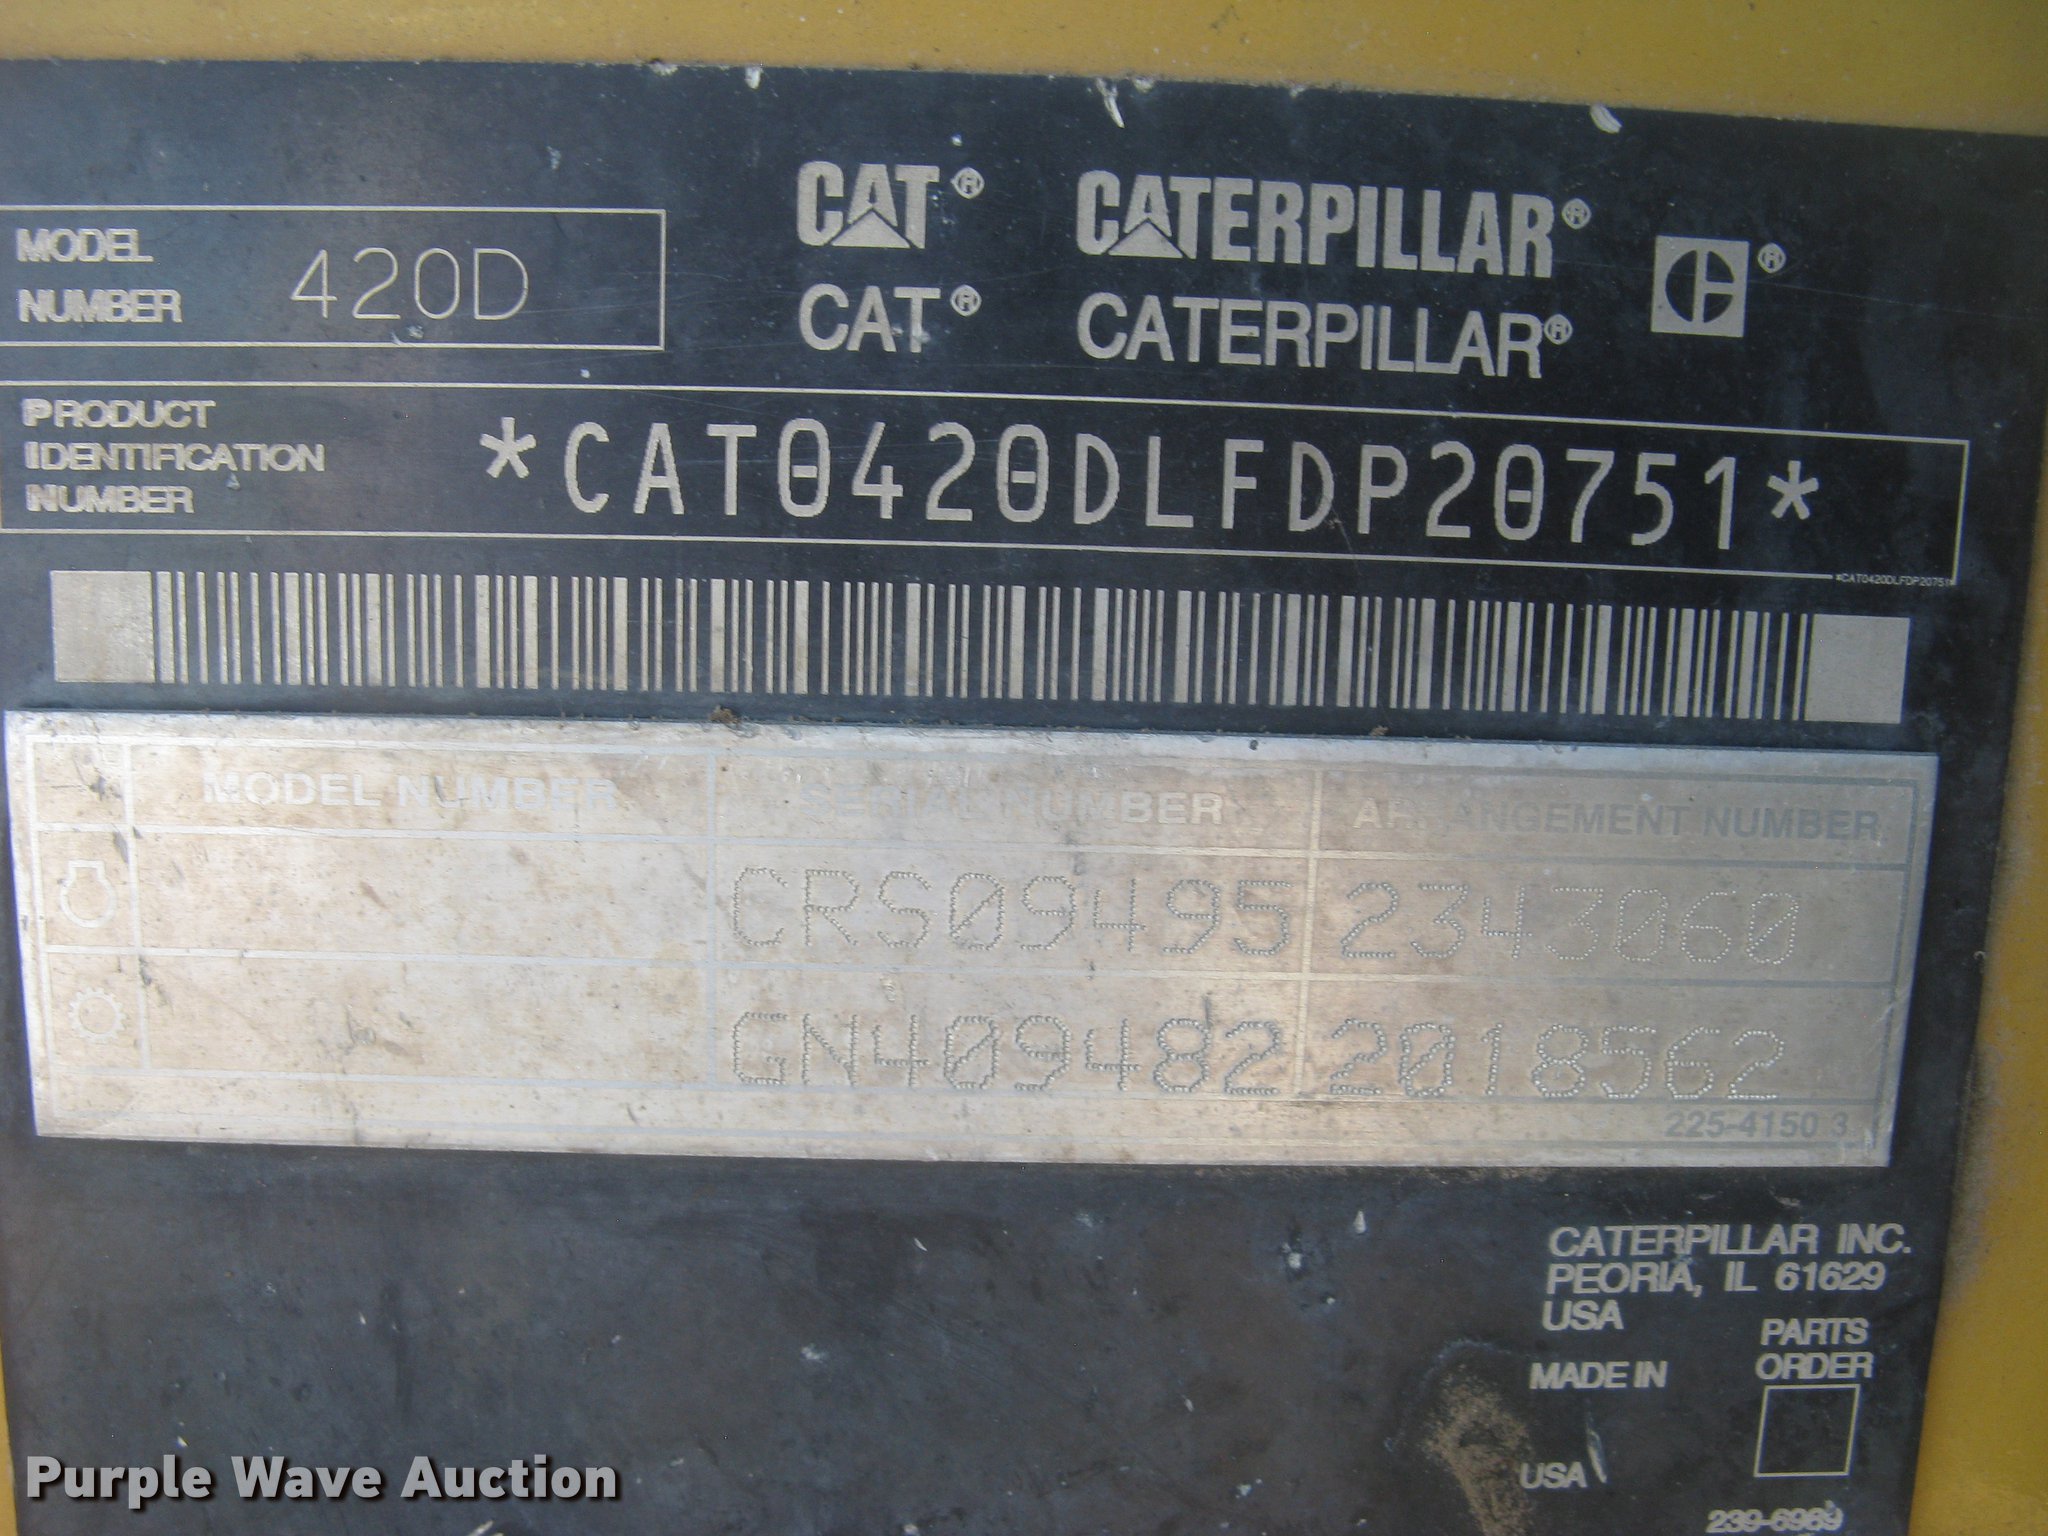 CAT® CATERPILLAR® ®
CAT® CATERPILLAR®
MODEL
NUMBER 420D
PRODUCT
IDENTIFICATION
NUMBER
*CAT0420DLFDP20751*
*CAT0420DLFDP20751*
MODEL NUMBER SERIAL NUMBER ARRANGEMENT NUMBER
CRS09495 2343060
GN409482 2018562
225-4150 3
CATERPILLAR INC.
PEORIA, IL 61629
USA
PARTS
ORDER
MADE IN
USA
239-6989
Purple Wave Auction